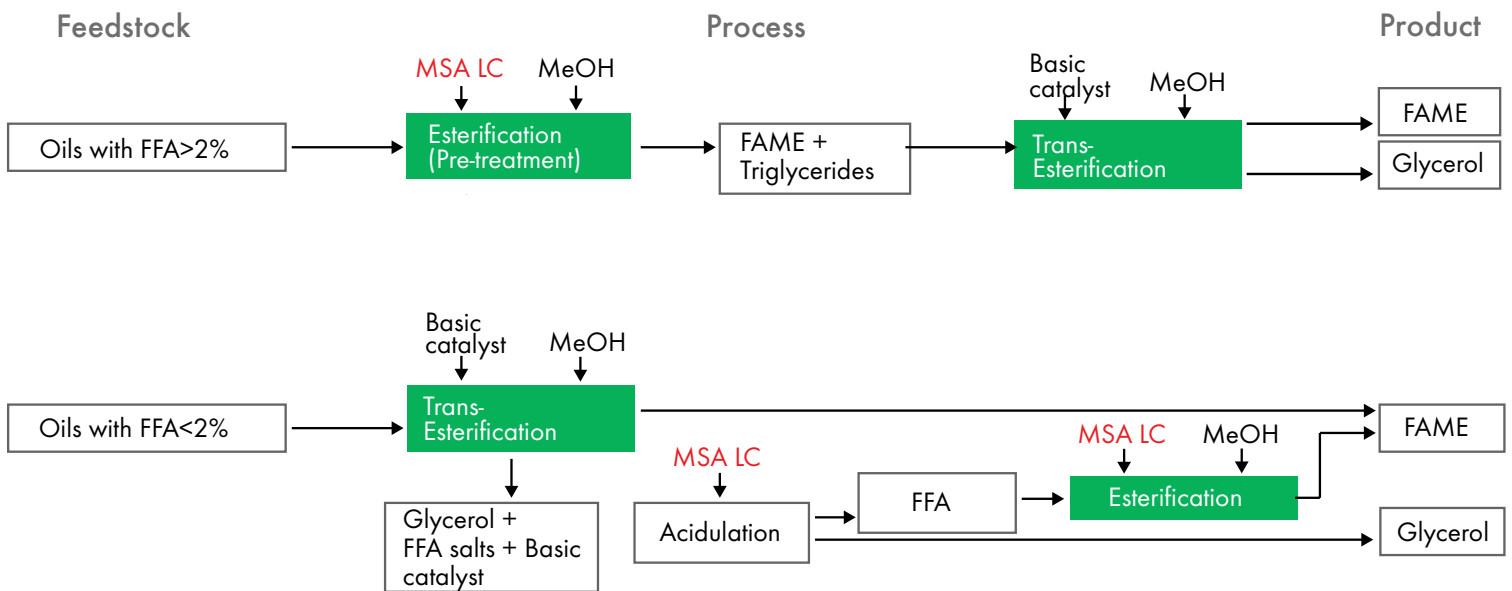 Feedstock
Process
Product
MSA LC
MeOH
Basic
catalyst
MeOH
Oils with FFA>2%
Esterification
(Pre-treatment)
FAME +
Triglycerides
Trans-
Esterification
FAME
Glycerol
Basic
catalyst
MeOH
Oils with FFA<2%
Trans-
Esterification
FAME
MSA LC
MSA LC
MeOH
Glycerol +
FFA salts + Basic
catalyst
Acidulation
FFA
Esterification
Glycerol